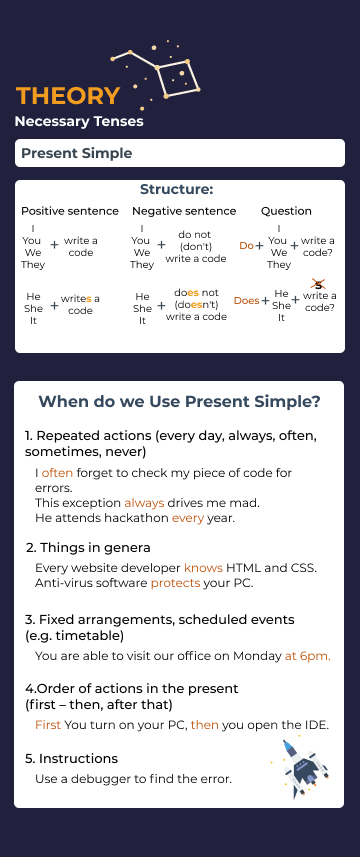 THEORY
Necessary Tenses
Present Simple
Structure:
Positive sentence Negative sentence Question
I
You
We
They
+
write a
code
I
You
We
They
+
do not
(don't)
write a code
Do
+
I
You
We
They
+
write a
code?
He
She
It
+
writes a
code
He
She
It
+
does not
(doesn't)
write a code
Does
+
He
She
It
+
s
write a
code?
When do we Use Present Simple?
1. Repeated actions (every day, always, often,
sometimes, never)
I often forget to check my piece of code for
errors.
This exception always drives me mad.
He attends hackathon every year.
2. Things in genera
Every website developer knows HTML and CSS.
Anti-virus software protects your PC.
3. Fixed arrangements, scheduled events
(e.g. timetable)
You are able to visit our office on Monday at 6pm.
4.Order of actions in the present
(first – then, after that)
First You turn on your PC, then you open the IDE.
5. Instructions
Use a debugger to find the error.